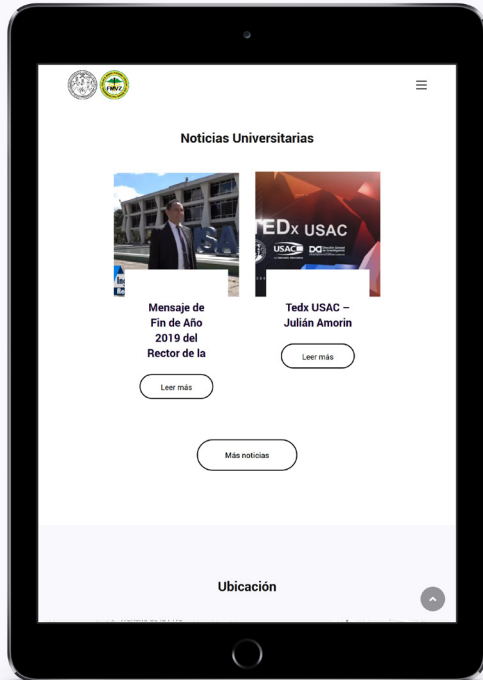 FMVZ
Noticias Universitarias
USAC
TEDx USAC
USAC
Mensaje de
Fin de Año
2019 del
Rector de la
Leer más
Tedx USAC –
Julián Amorin
Leer más
Más noticias
Ubicación